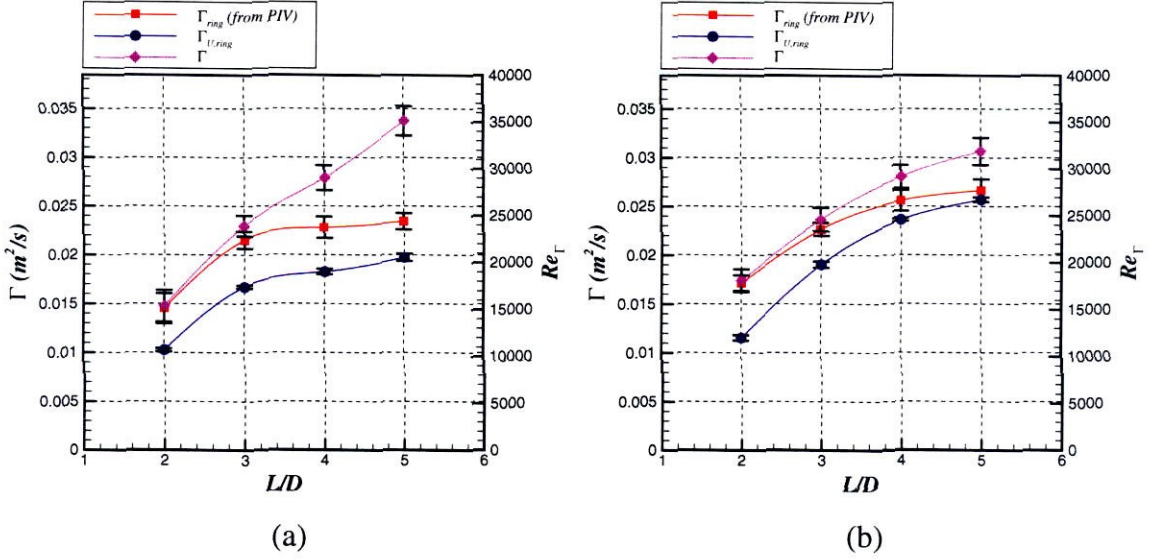 Γring (from PIV)
ΓU,ring
Γ
Γring (from PIV)
ΓU,ring
Γ
0.035
0.03
0.025
0.02
0.015
0.01
0.005
0
Γ (m²/s)
40000
35000
30000
25000
20000
15000
10000
5000
0
ReΓ
1 2 3 4 5 6
L/D
(a)
0.035
0.03
0.025
0.02
0.015
0.01
0.005
0
Γ (m²/s)
40000
35000
30000
25000
20000
15000
10000
5000
0
ReΓ
1 2 3 4 5 6
L/D
(b)